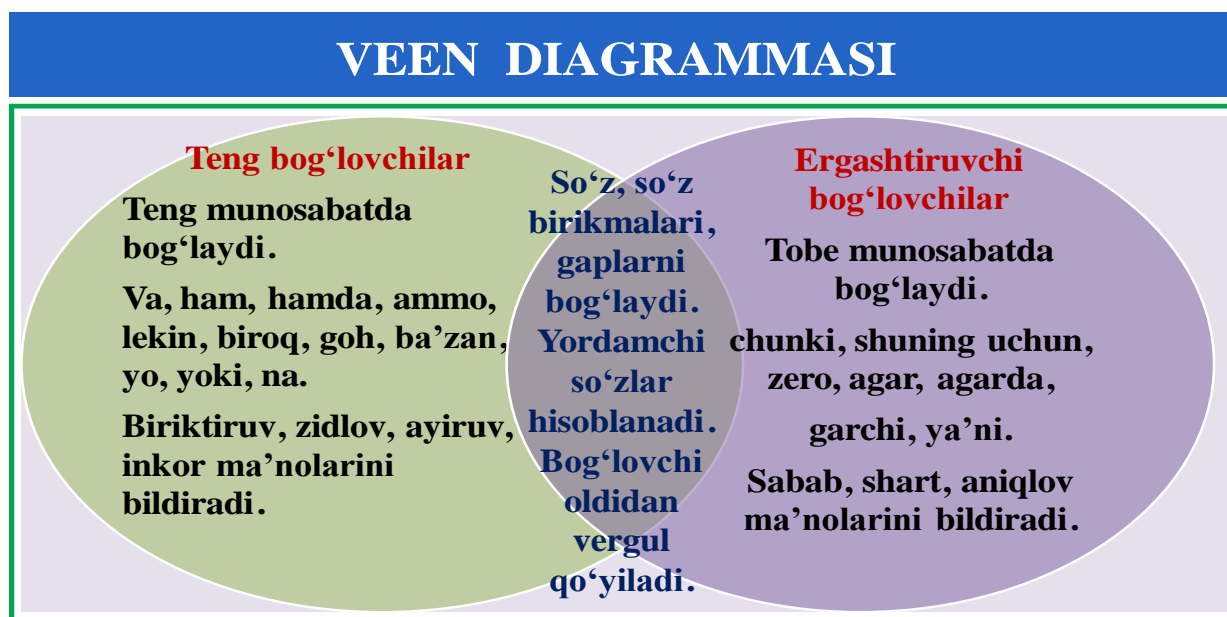 VEEN DIAGRAMMASI
Teng bog‘lovchilar
Teng munosabatda
bog‘laydi.
Va, ham, hamda, ammo,
lekin, biroq, goh, ba’zan,
yo, yoki, na.
Biriktiruv, zidlov, ayiruv,
inkor ma’nolarini
bildiradi.
So‘z, so‘z
birikmalari,
gaplarni
bog‘laydi.
Yordamchi
so‘zlar
hisoblanadi.
Bog‘lovchi
oldidan
vergul
qo‘yiladi.
Ergashtiruvchi
bog‘lovchilar
Tobe munosabatda
bog‘laydi.
chunki, shuning uchun,
zero, agar, agarda,
garchi, ya’ni.
Sabab, shart, aniqlov
ma’nolarini bildiradi.